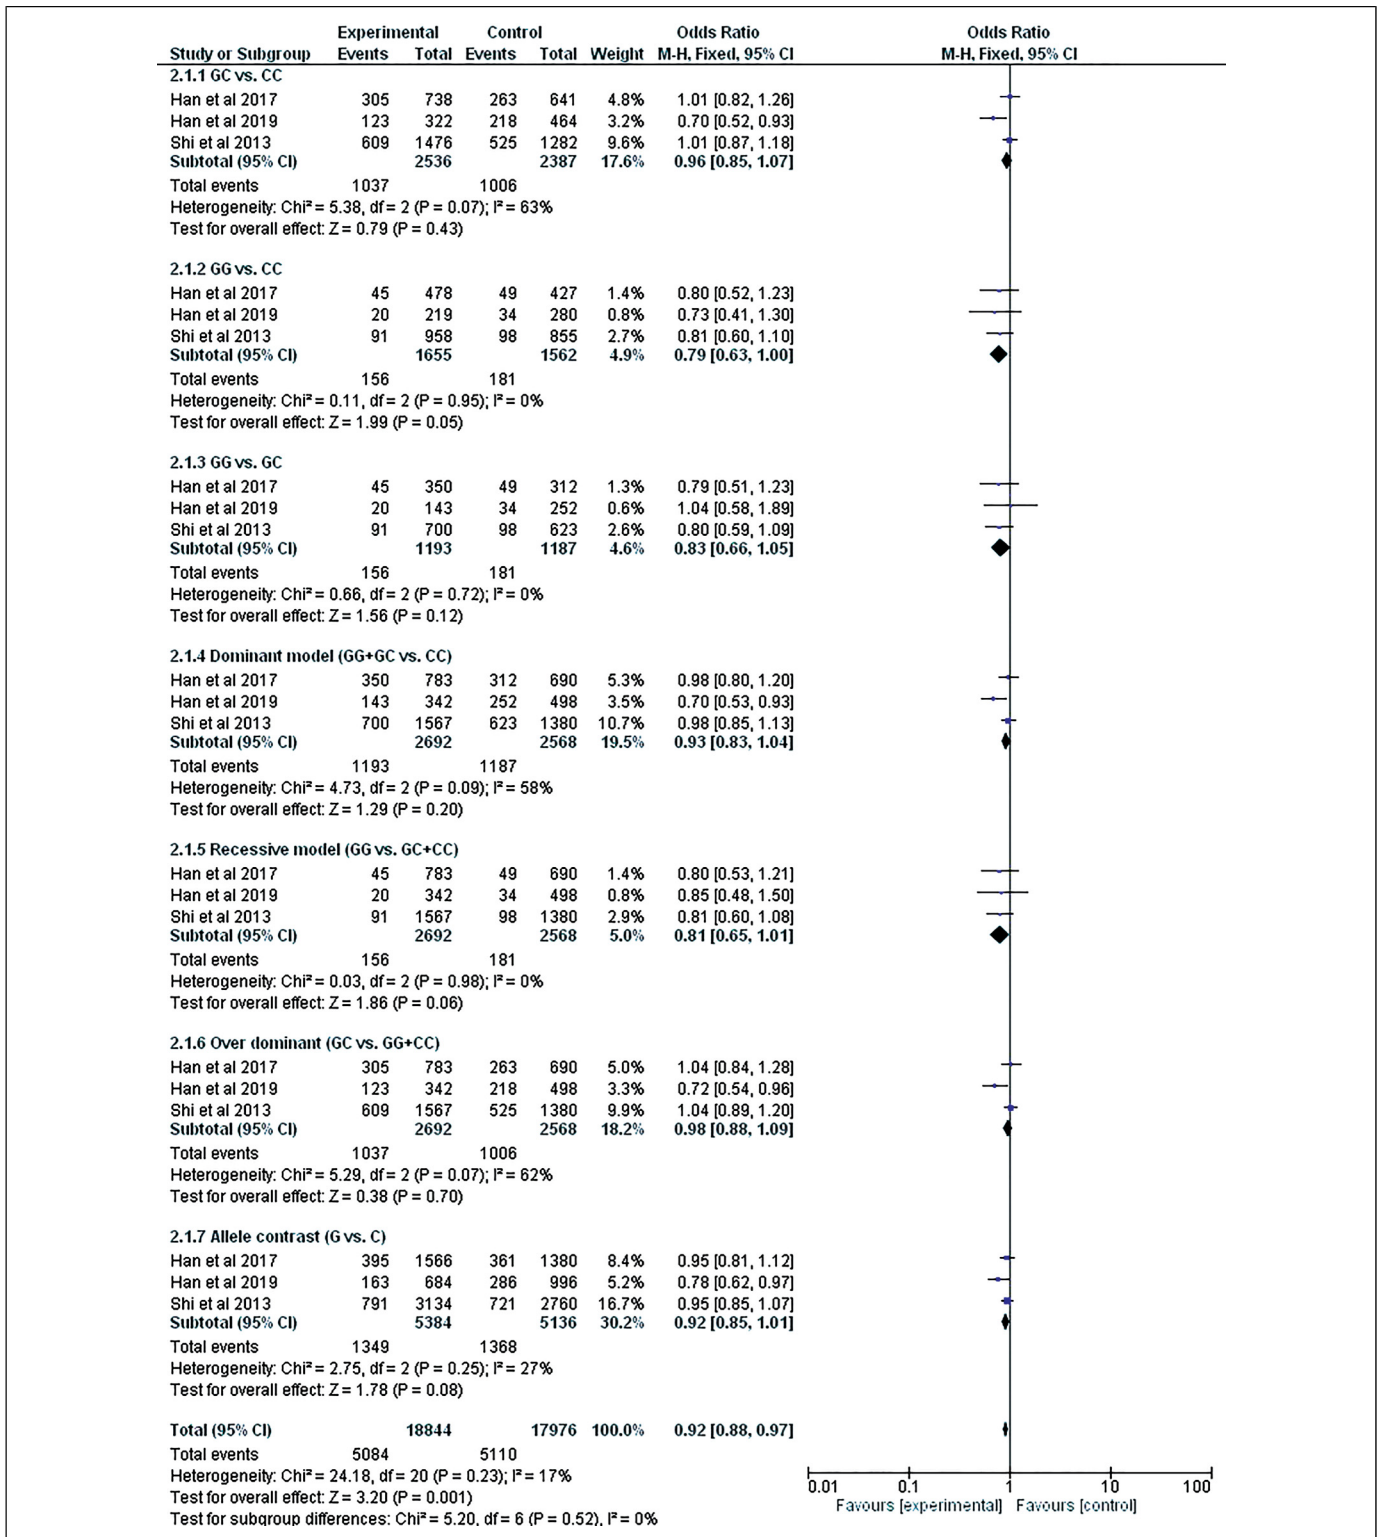 Experimental Control Odds Ratio Odds Ratio
Study or Subgroup Events Total Events Total Weight M-H, Fixed, 95% CI M-H, Fixed, 95% CI
2.1.1 GC vs. CC
Han et al 2017 305 738 263 641 4.8% 1.01 [0.82, 1.26]
Han et al 2019 123 322 218 464 3.2% 0.70 [0.52, 0.93]
Shi et al 2013 609 1476 525 1282 9.6% 1.01 [0.87, 1.18]
Subtotal (95% CI) 2536 2387 17.6% 0.96 [0.85, 1.07]
Total events 1037 1006
Heterogeneity: Chi² = 5.38, df = 2 (P = 0.07); I² = 63%
Test for overall effect: Z = 0.79 (P = 0.43)
2.1.2 GG vs. CC
Han et al 2017 45 478 49 427 1.4% 0.80 [0.52, 1.23]
Han et al 2019 20 219 34 280 0.8% 0.73 [0.41, 1.30]
Shi et al 2013 91 958 98 855 2.7% 0.81 [0.60, 1.10]
Subtotal (95% CI) 1655 1562 4.9% 0.79 [0.63, 1.00]
Total events 156 181
Heterogeneity: Chi² = 0.11, df = 2 (P = 0.95); I² = 0%
Test for overall effect: Z = 1.99 (P = 0.05)
2.1.3 GG vs. GC
Han et al 2017 45 350 49 312 1.3% 0.79 [0.51, 1.23]
Han et al 2019 20 143 34 252 0.6% 1.04 [0.58, 1.89]
Shi et al 2013 91 700 98 623 2.6% 0.80 [0.59, 1.09]
Subtotal (95% CI) 1193 1187 4.6% 0.83 [0.66, 1.05]
Total events 156 181
Heterogeneity: Chi² = 0.66, df = 2 (P = 0.72); I² = 0%
Test for overall effect: Z = 1.56 (P = 0.12)
2.1.4 Dominant model (GG+GC vs. CC)
Han et al 2017 350 783 312 690 5.3% 0.98 [0.80, 1.20]
Han et al 2019 143 342 252 498 3.5% 0.70 [0.53, 0.93]
Shi et al 2013 700 1567 623 1380 10.7% 0.98 [0.85, 1.13]
Subtotal (95% CI) 2692 2568 19.5% 0.93 [0.83, 1.04]
Total events 1193 1187
Heterogeneity: Chi² = 4.73, df = 2 (P = 0.09); I² = 58%
Test for overall effect: Z = 1.29 (P = 0.20)
2.1.5 Recessive model (GG vs. GC+CC)
Han et al 2017 45 783 49 690 1.4% 0.80 [0.53, 1.21]
Han et al 2019 20 342 34 498 0.8% 0.85 [0.48, 1.50]
Shi et al 2013 91 1567 98 1380 2.9% 0.81 [0.60, 1.08]
Subtotal (95% CI) 2692 2568 5.0% 0.81 [0.65, 1.01]
Total events 156 181
Heterogeneity: Chi² = 0.03, df = 2 (P = 0.98); I² = 0%
Test for overall effect: Z = 1.86 (P = 0.06)
2.1.6 Over dominant (GC vs. GG+CC)
Han et al 2017 305 783 263 690 5.0% 1.04 [0.84, 1.28]
Han et al 2019 123 342 218 498 3.3% 0.72 [0.54, 0.96]
Shi et al 2013 609 1567 525 1380 9.9% 1.04 [0.89, 1.20]
Subtotal (95% CI) 2692 2568 18.2% 0.98 [0.88, 1.09]
Total events 1037 1006
Heterogeneity: Chi² = 5.29, df = 2 (P = 0.07); I² = 62%
Test for overall effect: Z = 0.38 (P = 0.70)
2.1.7 Allele contrast (G vs. C)
Han et al 2017 395 1566 361 1380 8.4% 0.95 [0.81, 1.12]
Han et al 2019 163 684 286 996 5.2% 0.78 [0.62, 0.97]
Shi et al 2013 791 3134 721 2760 16.7% 0.95 [0.85, 1.07]
Subtotal (95% CI) 5384 5136 30.2% 0.92 [0.85, 1.01]
Total events 1349 1368
Heterogeneity: Chi² = 2.75, df = 2 (P = 0.25); I² = 27%
Test for overall effect: Z = 1.78 (P = 0.08)
Total (95% CI) 18844 17976 100.0% 0.92 [0.88, 0.97]
Total events 5084 5110
Heterogeneity: Chi² = 24.18, df = 20 (P = 0.23); I² = 17%
Test for overall effect: Z = 3.20 (P = 0.001)
Test for subgroup differences: Chi² = 5.20, df = 6 (P = 0.52), I² = 0%
0.01 0.1 1 10 100
Favours [experimental] Favours [control]